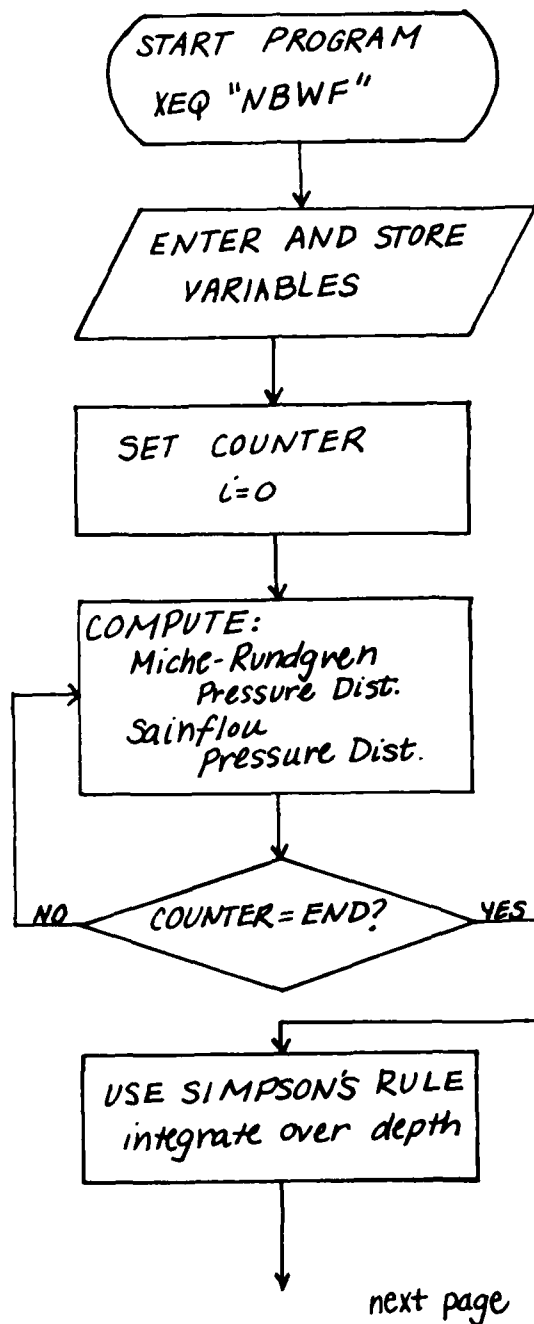 START PROGRAM
XEQ "NBWF"
ENTER AND STORE
VARIABLES
SET COUNTER
i=0
COMPUTE:
Miche-Rundgren
Pressure Dist.
Sainflou
Pressure Dist.
NO
COUNTER = END?
YES
USE SIMPSON'S RULE
integrate over depth
next page